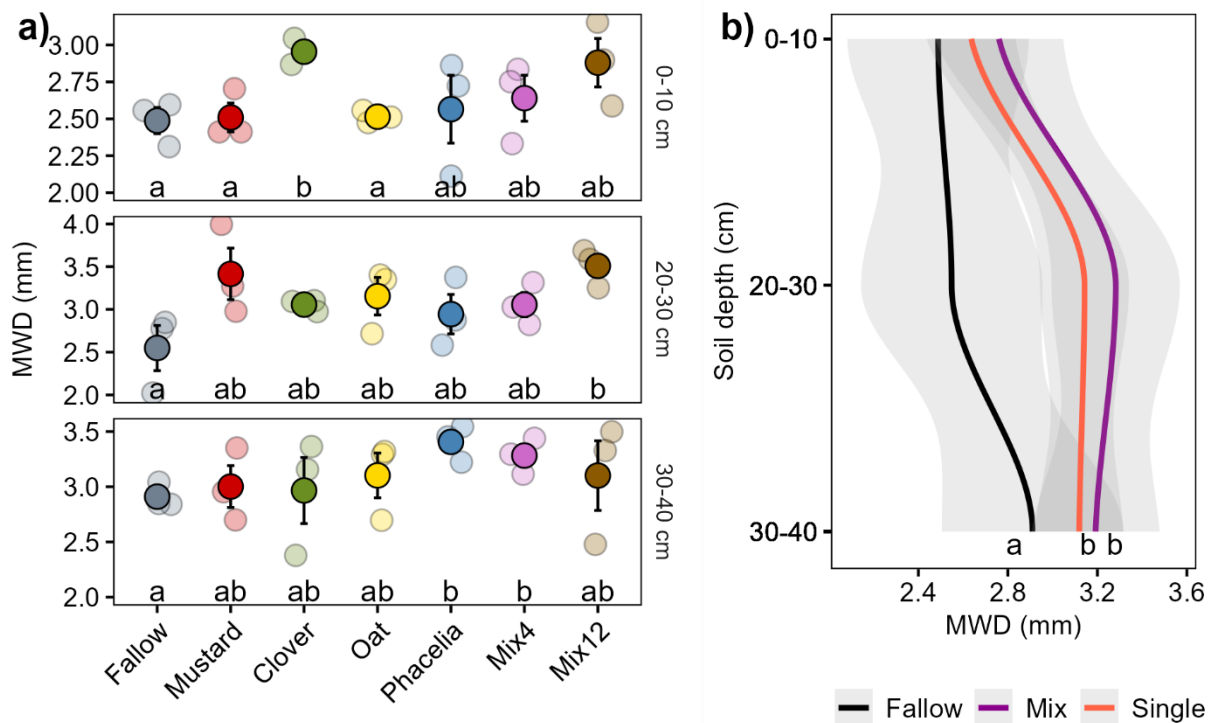 a)
MWD (mm)
3.00
2.75
2.50
2.25
2.00
a a b a ab ab ab
0-10 cm
4.0
3.5
3.0
2.5
2.0
a ab ab ab ab ab b
20-30 cm
3.5
3.0
2.5
2.0
a ab ab ab b b ab
30-40 cm
Fallow Mustard Clover Oat Phacelia Mix4 Mix12
b)
Soil depth (cm)
0-10
20-30
30-40
a b b
2.4 2.8 3.2 3.6
MWD (mm)
Fallow Mix Single